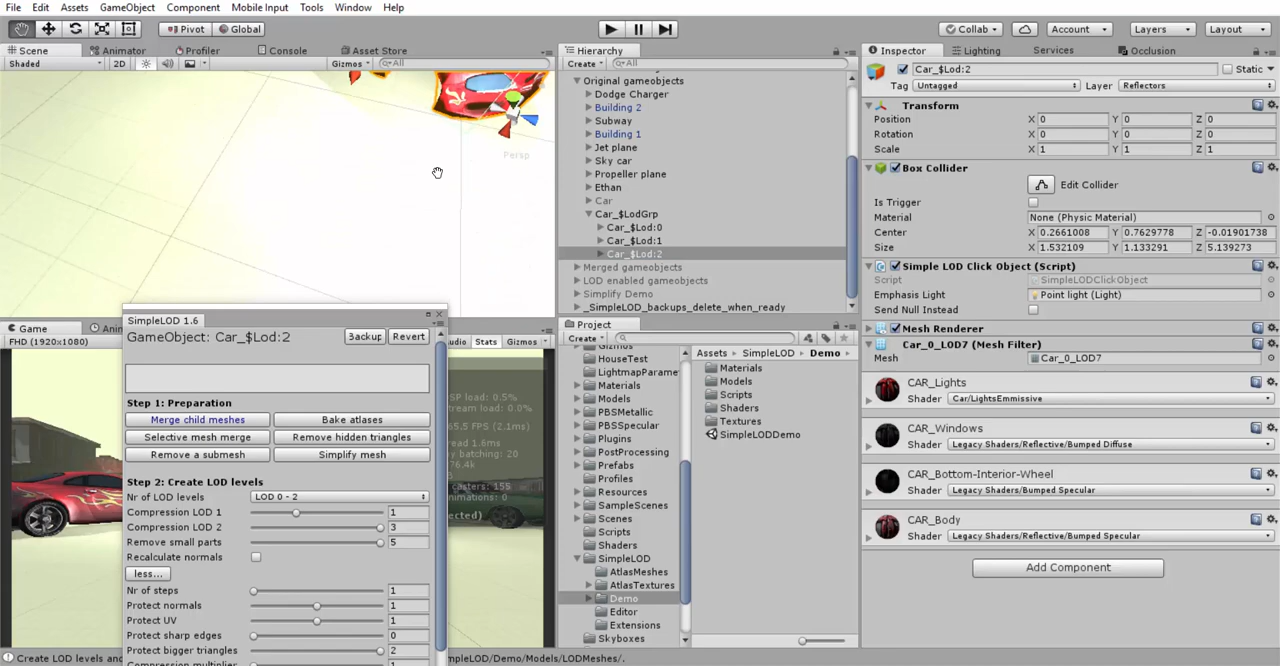 File Edit Assets GameObject Component Mobile Input Tools Window Help
Pivot Global Collab Account Layers Layout
Scene Animator Profiler Console Asset Store
Shaded 2D Gizmos All
Persp
Hierarchy
Create All
Original gameobjects
Dodge Charger
Building 2
Subway
Building 1
Jet plane
Sky car
Propeller plane
Ethan
Car
Car_$LodGrp
Car_$Lod:0
Car_$Lod:1
Car_$Lod:2
Merged gameobjects
LOD enabled gameobjects
Simplify Demo
_SimpleLOD_backups_delete_when_ready
Inspector Lighting Services Occlusion
Car_$Lod:2 Static
Tag Untagged Layer Reflectors
Transform
Position X 0 Y 0 Z 0
Rotation X 0 Y 0 Z 0
Scale X 1 Y 1 Z 1
Box Collider
Edit Collider
Is Trigger
Material None (Physic Material)
Center X 0.2661008 Y 0.7629778 Z -0.01901738
Size X 1.532109 Y 1.133291 Z 5.139273
Simple LOD Click Object (Script)
Script SimpleLODClickObject
Emphasis Light Point light (Light)
Send Null Instead
Mesh Renderer
Car_0_LOD7 (Mesh Filter)
Mesh Car_0_LOD7
CAR_Lights
Shader Car/LightsEmmissive
CAR_Windows
Shader Legacy Shaders/Reflective/Bumped Diffuse
CAR_Bottom-Interior-Wheel
Shader Legacy Shaders/Bumped Specular
CAR_Body
Shader Legacy Shaders/Reflective/Bumped Specular
Add Component
Game
FHD (1920x1080) Stats Gizmos
SimpleLOD 1.6
GameObject: Car_$Lod:2 Backup Revert
Step 1: Preparation
Merge child meshes Bake atlases
Selective mesh merge Remove hidden triangles
Remove a submesh Simplify mesh
Step 2: Create LOD levels
Nr of LOD levels LOD 0 - 2
Compression LOD 1 1
Compression LOD 2 3
Remove small parts 5
Recalculate normals
less...
Nr of steps 1
Protect normals 1
Protect UV 1
Protect sharp edges 0
Protect bigger triangles 2
Compression multiplier 1
Project
Create
HouseTest
LightmapParame
Materials
Models
PBSMetallic
PBSSpecular
Plugins
PostProcessing
Prefabs
Profiles
Resources
SampleScenes
Scenes
Scripts
Shaders
SimpleLOD
AtlasMeshes
AtlasTextures
Demo
Editor
Extensions
Skyboxes
Assets SimpleLOD Demo
Materials
Models
Scripts
Shaders
Textures
SimpleLODDemo
Create LOD levels and
mpleLOD/Demo/Models/LODMeshes/.